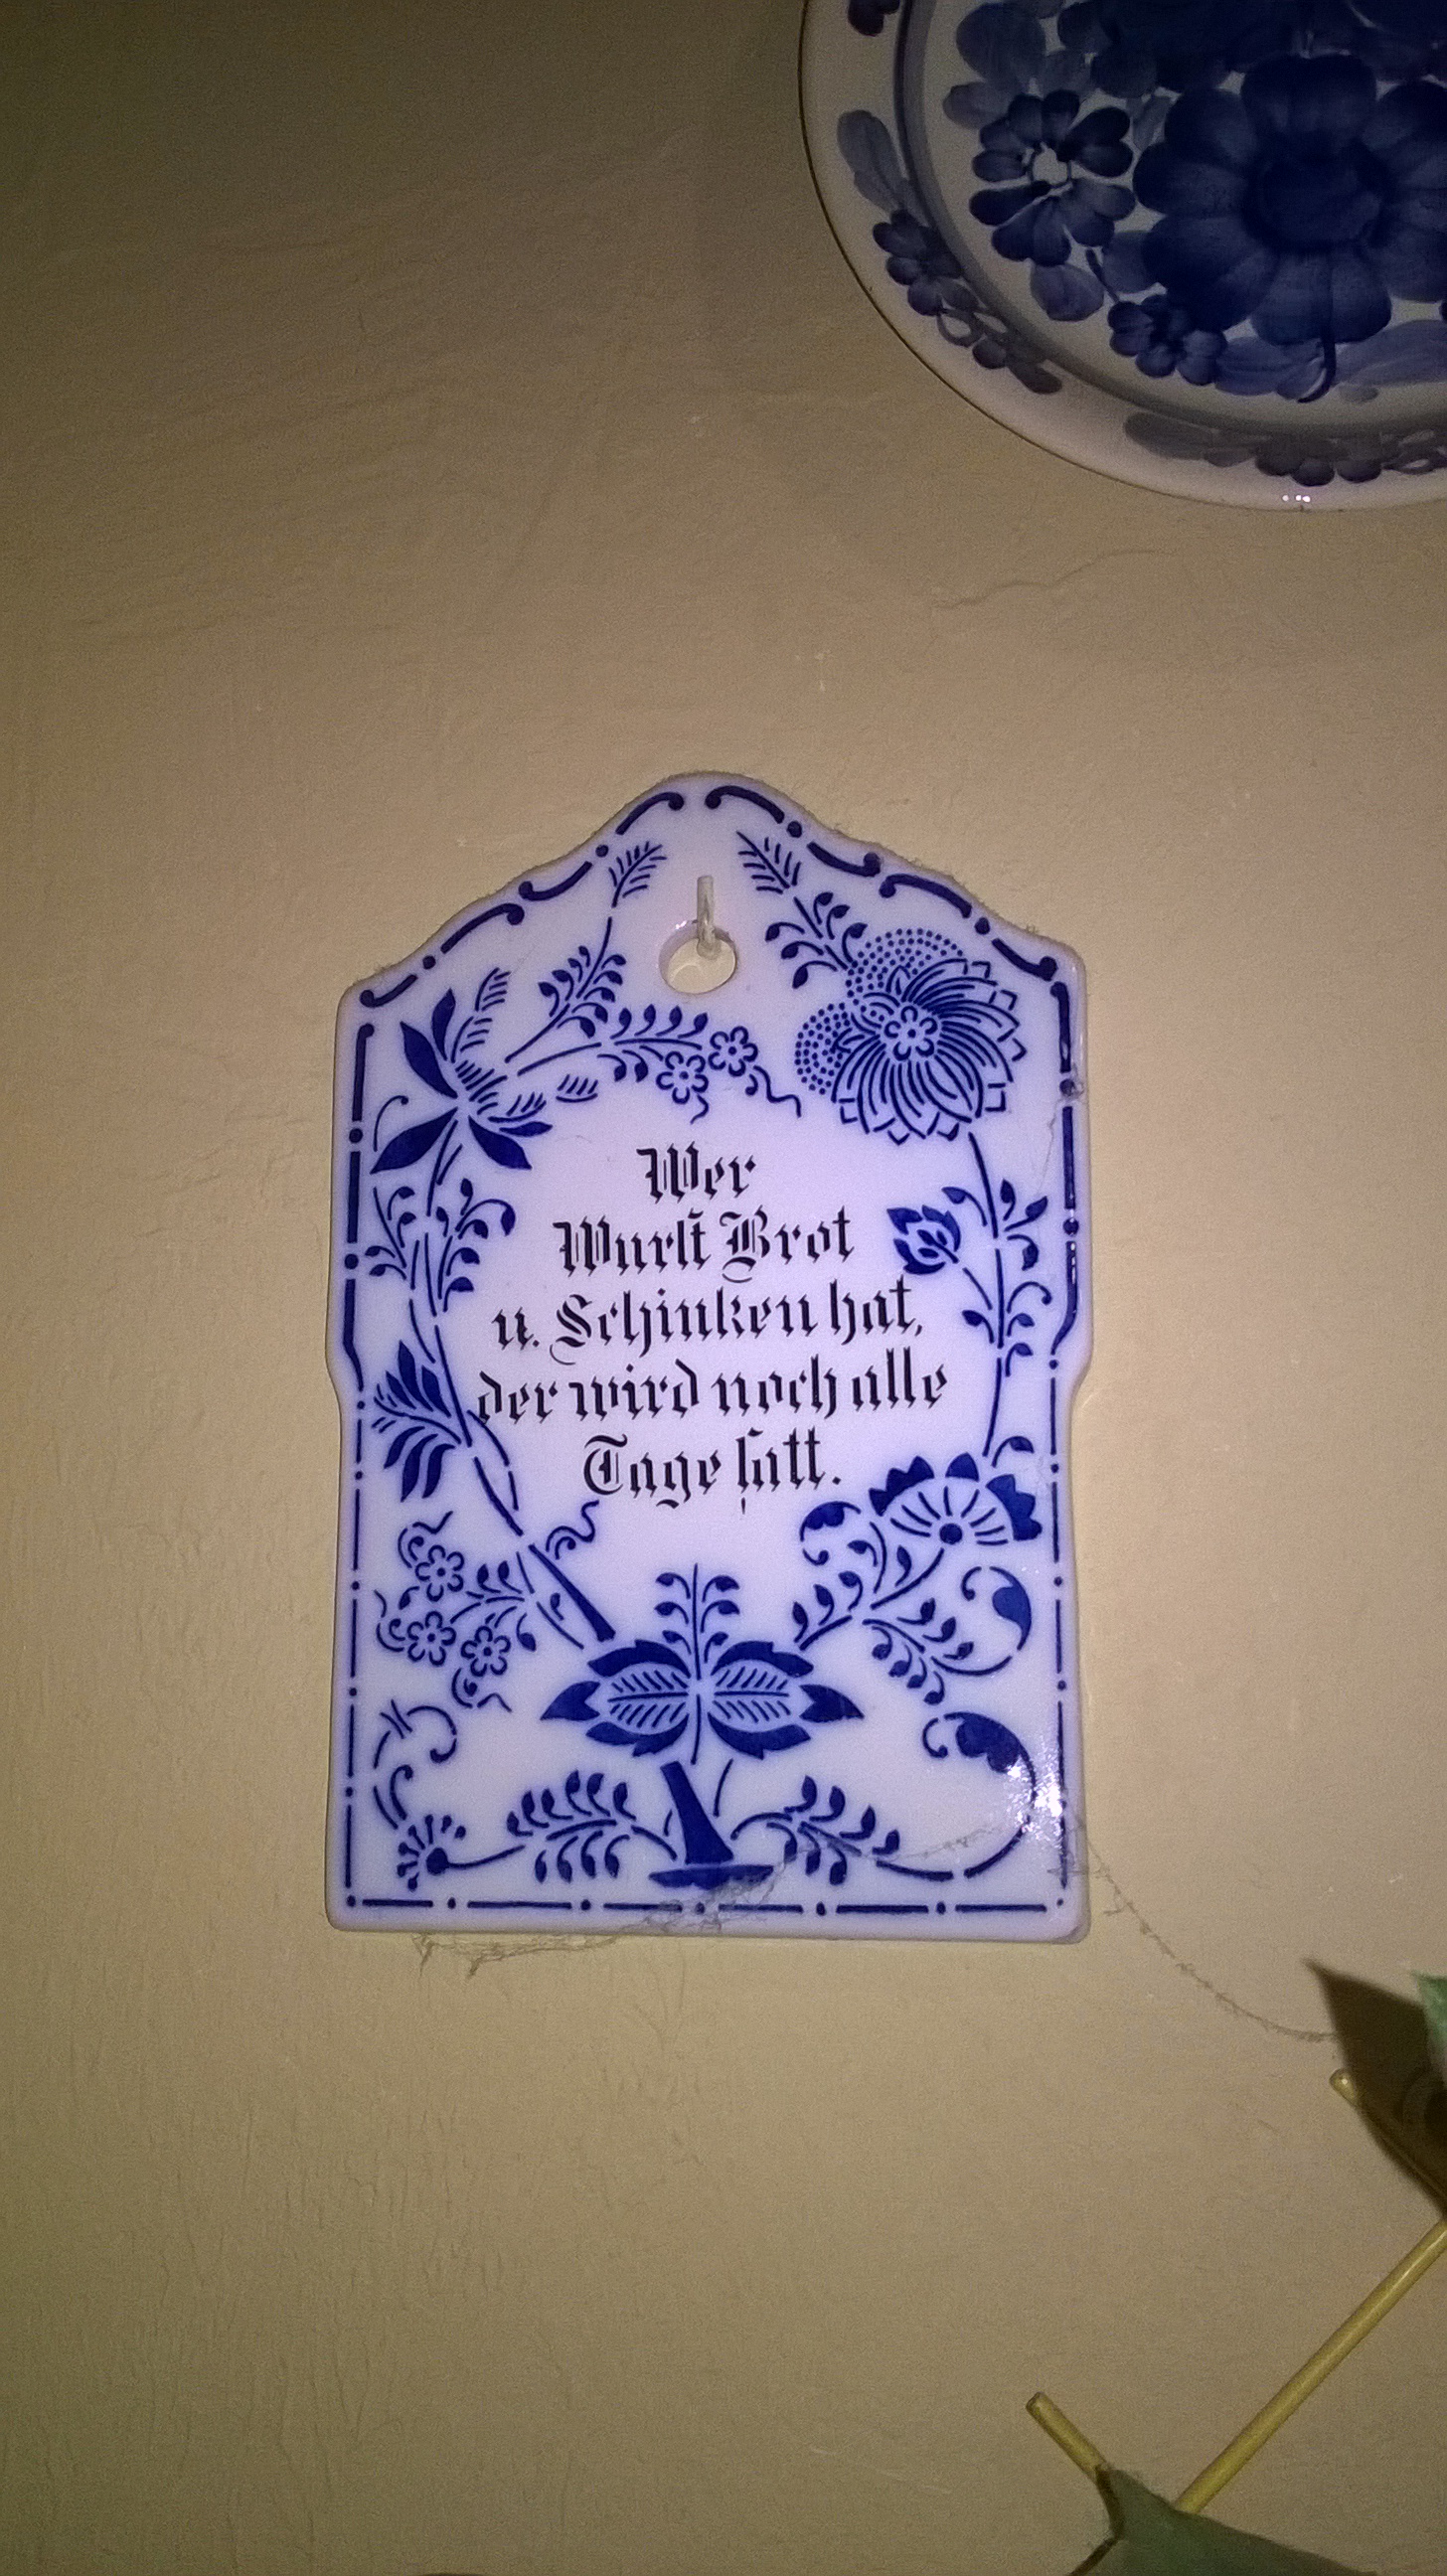 Wer
Wurſt Brot
u. Schinken hat,
der wird noch alle
Tage ſatt.